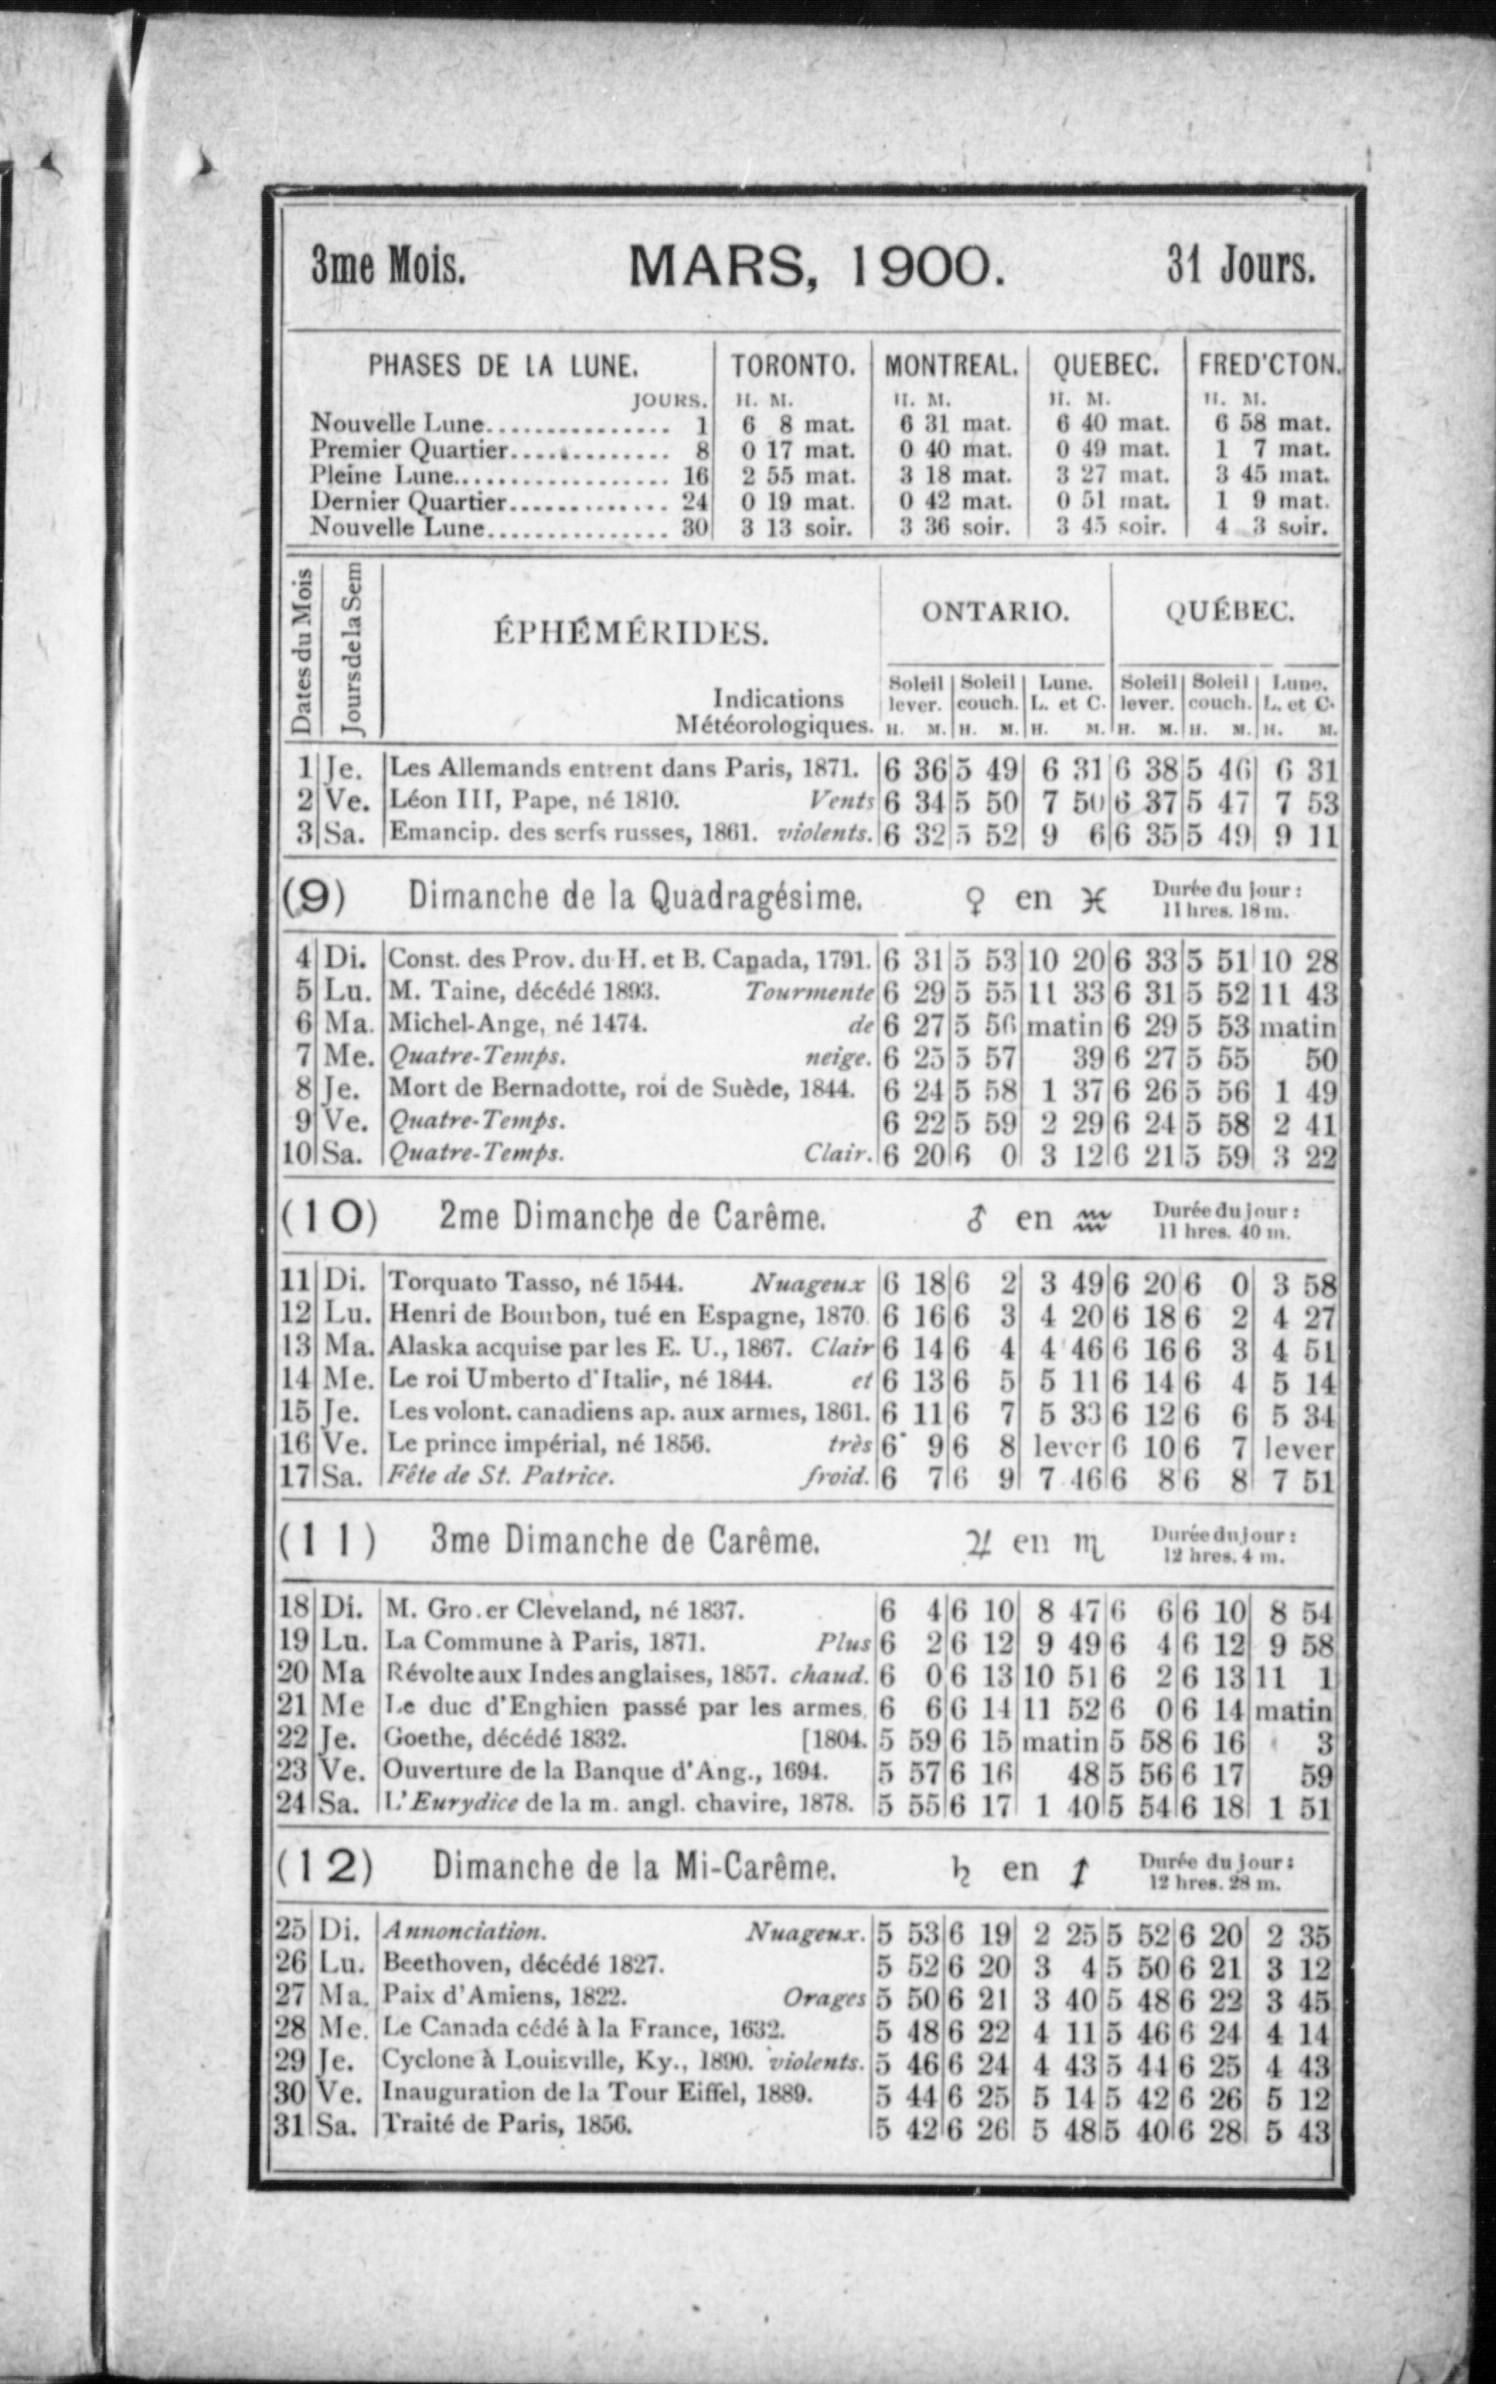 3me Mois. MARS, 1900. 31 Jours.
PHASES DE LA LUNE. TORONTO. MONTREAL. QUEBEC. FRED'CTON.
JOURS. H. M. H. M. H. M. H. M.
Nouvelle Lune............... 1 6 8 mat. 6 31 mat. 6 40 mat. 6 58 mat.
Premier Quartier............. 8 0 17 mat. 0 40 mat. 0 49 mat. 1 7 mat.
Pleine Lune.................. 16 2 55 mat. 3 18 mat. 3 27 mat. 3 45 mat.
Dernier Quartier............. 24 0 19 mat. 0 42 mat. 0 51 mat. 1 9 mat.
Nouvelle Lune............... 30 3 13 soir. 3 36 soir. 3 45 soir. 4 3 soir.
Dates du Mois
Jours de la Sem
ÉPHÉMÉRIDES. ONTARIO. QUÉBEC.
Indications Météorologiques.
Soleil Soleil Lune. Soleil Soleil Lune.
lever. couch. L. et C. lever. couch. L. et C.
H. M. H. M. H. M. H. M. H. M. H. M.
1 Je. Les Allemands entrent dans Paris, 1871. 6 36 5 49 6 31 6 38 5 46 6 31
2 Ve. Léon III, Pape, né 1810. Vents 6 34 5 50 7 50 6 37 5 47 7 53
3 Sa. Emancip. des serfs russes, 1861. violents. 6 32 5 52 9 6 6 35 5 49 9 11
(9) Dimanche de la Quadragésime. ♀ en ♓ Durée du jour :
11 hres. 18 m.
4 Di. Const. des Prov. du H. et B. Canada, 1791. 6 31 5 53 10 20 6 33 5 51 10 28
5 Lu. M. Taine, décédé 1893. Tourmente 6 29 5 55 11 33 6 31 5 52 11 43
6 Ma. Michel-Ange, né 1474. de 6 27 5 56 matin 6 29 5 53 matin
7 Me. Quatre-Temps. neige. 6 25 5 57 39 6 27 5 55 50
8 Je. Mort de Bernadotte, roi de Suède, 1844. 6 24 5 58 1 37 6 26 5 56 1 49
9 Ve. Quatre-Temps. 6 22 5 59 2 29 6 24 5 58 2 41
10 Sa. Quatre-Temps. Clair. 6 20 6 0 3 12 6 21 5 59 3 22
(10) 2me Dimanche de Carême. ♂ en ♒ Durée du jour :
11 hres. 40 m.
11 Di. Torquato Tasso, né 1544. Nuageux 6 18 6 2 3 49 6 20 6 0 3 58
12 Lu. Henri de Bourbon, tué en Espagne, 1870. 6 16 6 3 4 20 6 18 6 2 4 27
13 Ma. Alaska acquise par les E. U., 1867. Clair 6 14 6 4 4 46 6 16 6 3 4 51
14 Me. Le roi Umberto d'Italie, né 1844. et 6 13 6 5 5 11 6 14 6 4 5 14
15 Je. Les volont. canadiens ap. aux armes, 1861. 6 11 6 7 5 33 6 12 6 6 5 34
16 Ve. Le prince impérial, né 1856. très 6 9 6 8 lever 6 10 6 7 lever
17 Sa. Fête de St. Patrice. froid. 6 7 6 9 7 46 6 8 6 8 7 51
(11) 3me Dimanche de Carême. ♃ en ♏ Durée du jour :
12 hres. 4 m.
18 Di. M. Gro.er Cleveland, né 1837. 6 4 6 10 8 47 6 6 6 10 8 54
19 Lu. La Commune à Paris, 1871. Plus 6 2 6 12 9 49 6 4 6 12 9 58
20 Ma Révolte aux Indes anglaises, 1857. chaud. 6 0 6 13 10 51 6 2 6 13 11 1
21 Me Le duc d'Enghien passé par les armes, 6 6 6 14 11 52 6 0 6 14 matin
22 Je. Goethe, décédé 1832. [1804. 5 59 6 15 matin 5 58 6 16 3
23 Ve. Ouverture de la Banque d'Ang., 1694. 5 57 6 16 48 5 56 6 17 59
24 Sa. L'Eurydice de la m. angl. chavire, 1878. 5 55 6 17 1 40 5 54 6 18 1 51
(12) Dimanche de la Mi-Carême. ♄ en ♐ Durée du jour :
12 hres. 28 m.
25 Di. Annonciation. Nuageux. 5 53 6 19 2 25 5 52 6 20 2 35
26 Lu. Beethoven, décédé 1827. 5 52 6 20 3 4 5 50 6 21 3 12
27 Ma. Paix d'Amiens, 1822. Orages 5 50 6 21 3 40 5 48 6 22 3 45
28 Me. Le Canada cédé à la France, 1632. 5 48 6 22 4 11 5 46 6 24 4 14
29 Je. Cyclone à Louisville, Ky., 1890. violents. 5 46 6 24 4 43 5 44 6 25 4 43
30 Ve. Inauguration de la Tour Eiffel, 1889. 5 44 6 25 5 14 5 42 6 26 5 12
31 Sa. Traité de Paris, 1856. 5 42 6 26 5 48 5 40 6 28 5 43